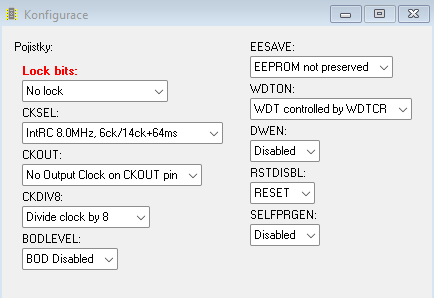 Konfigurace
Pojistky:
Lock bits:
No lock
CKSEL:
IntRC 8.0MHz, 6ck/14ck+64ms
CKOUT:
No Output Clock on CKOUT pin
CKDIV8:
Divide clock by 8
BODLEVEL:
BOD Disabled
EESAVE:
EEPROM not preserved
WDTON:
WDT controlled by WDTCR
DWEN:
Disabled
RSTDISBL:
RESET
SELFPRGEN:
Disabled